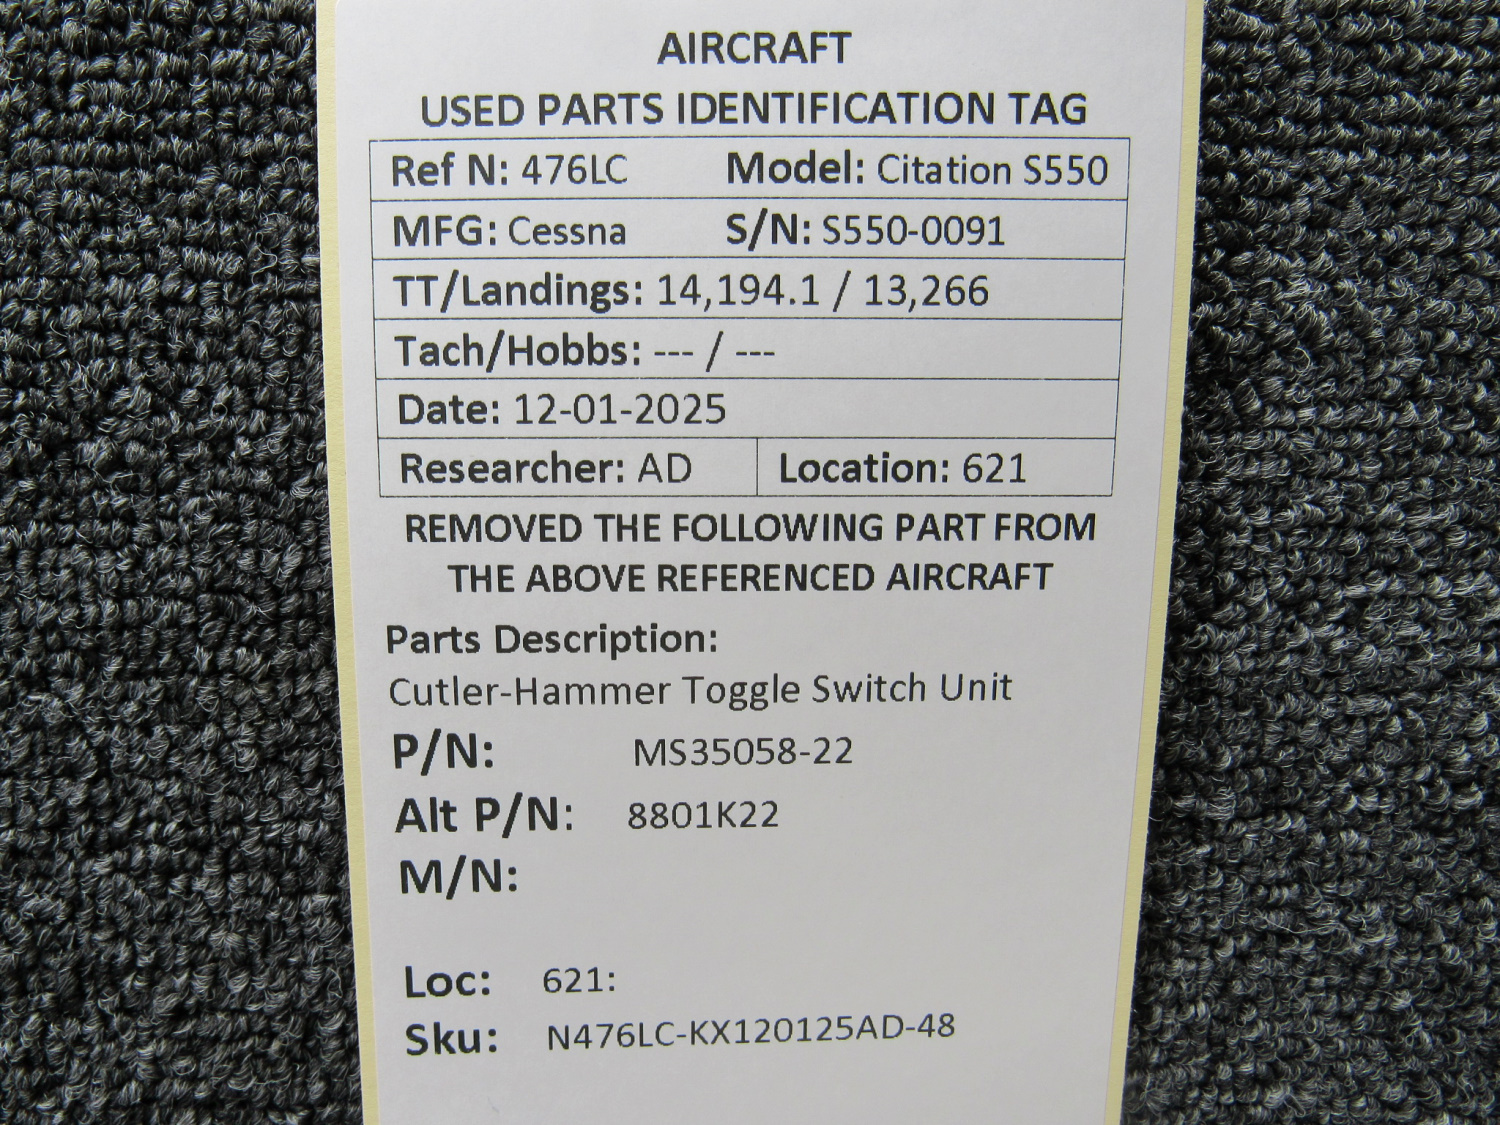 AIRCRAFT
USED PARTS IDENTIFICATION TAG
Ref N: 476LC Model: Citation S550
MFG: Cessna S/N: S550-0091
TT/Landings: 14,194.1 / 13,266
Tach/Hobbs: --- / ---
Date: 12-01-2025
Researcher: AD Location: 621
REMOVED THE FOLLOWING PART FROM
THE ABOVE REFERENCED AIRCRAFT
Parts Description:
Cutler-Hammer Toggle Switch Unit
P/N: MS35058-22
Alt P/N: 8801K22
M/N:
Loc: 621:
Sku: N476LC-KX120125AD-48